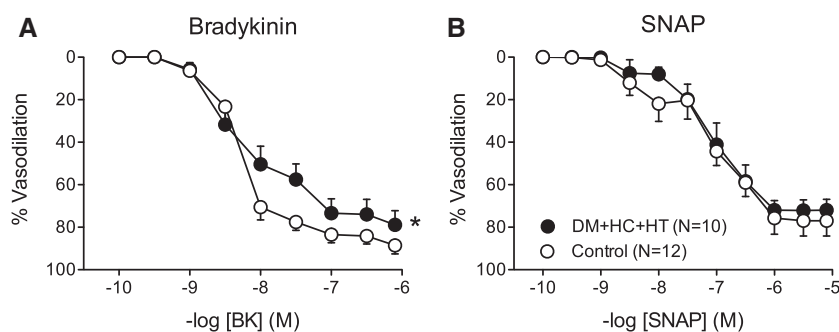 A
Bradykinin
% Vasodilation
0
20
40
60
80
100
*
-10
-9
-8
-7
-6
-log [BK] (M)
B
SNAP
% Vasodilation
0
20
40
60
80
100
DM+HC+HT (N=10)
Control (N=12)
-10
-9
-8
-7
-6
-5
-log [SNAP] (M)